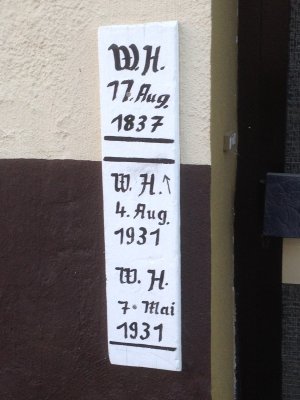 W.H.
17. Aug.
1837
W. H.↑
4. Aug.
1931
W. H.
7. Mai
1931